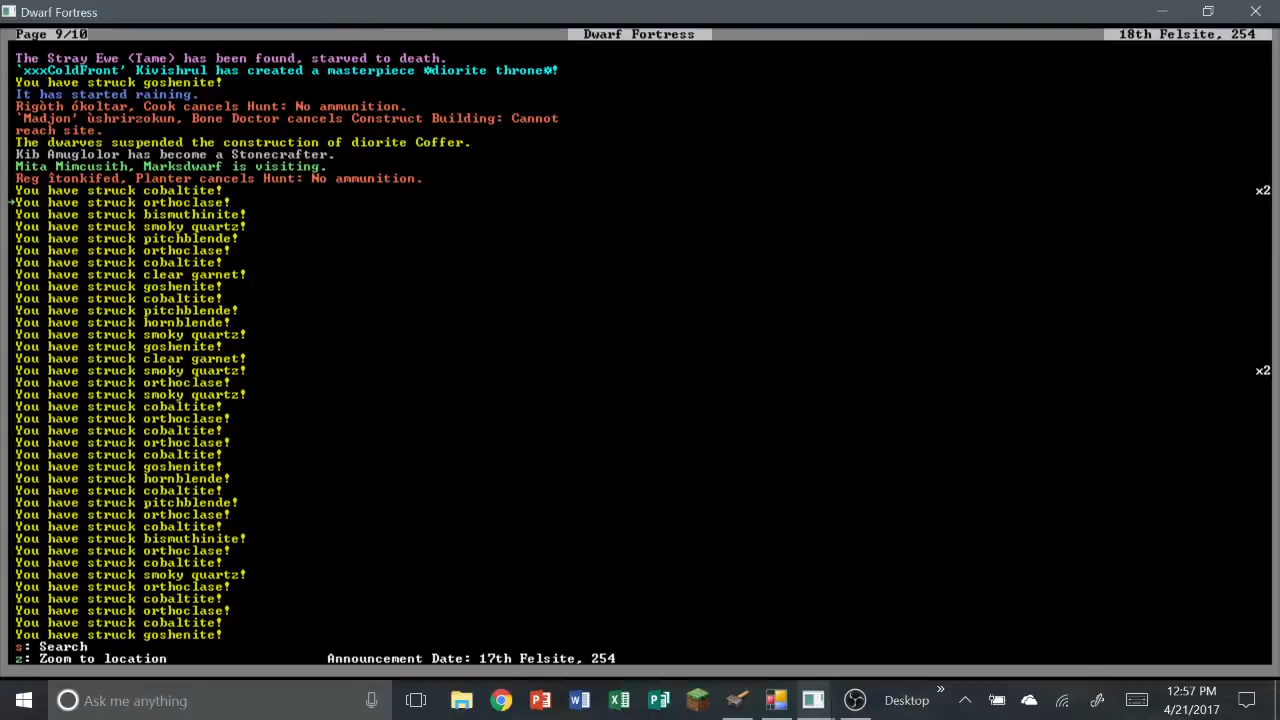 Dwarf Fortress
Page 9/10
Dwarf Fortress
18th Felsite, 254
The Stray Ewe (Tame) has been found, starved to death.
`xxxColdFront' Kivishrul has created a masterpiece ☼diorite throne☼!
You have struck goshenite!
It has started raining.
Rigòth ókoltar, Cook cancels Hunt: No ammunition.
`Madjon' ùshrirzokun, Bone Doctor cancels Construct Building: Cannot
reach site.
The dwarves suspended the construction of diorite Coffer.
Kib Amuglolor has become a Stonecrafter.
Mita Mimcusith, Marksdwarf is visiting.
Reg îtonkifed, Planter cancels Hunt: No ammunition.
You have struck cobaltite! x2
→You have struck orthoclase!
You have struck bismuthinite!
You have struck smoky quartz!
You have struck pitchblende!
You have struck orthoclase!
You have struck cobaltite!
You have struck clear garnet!
You have struck goshenite!
You have struck cobaltite!
You have struck pitchblende!
You have struck hornblende!
You have struck smoky quartz!
You have struck goshenite!
You have struck clear garnet!
You have struck smoky quartz! x2
You have struck orthoclase!
You have struck smoky quartz!
You have struck cobaltite!
You have struck orthoclase!
You have struck cobaltite!
You have struck orthoclase!
You have struck cobaltite!
You have struck goshenite!
You have struck hornblende!
You have struck cobaltite!
You have struck pitchblende!
You have struck orthoclase!
You have struck cobaltite!
You have struck bismuthinite!
You have struck orthoclase!
You have struck cobaltite!
You have struck smoky quartz!
You have struck orthoclase!
You have struck cobaltite!
You have struck orthoclase!
You have struck cobaltite!
You have struck goshenite!
s: Search
z: Zoom to location
Announcement Date: 17th Felsite, 254
Ask me anything
Desktop
12:57 PM
4/21/2017